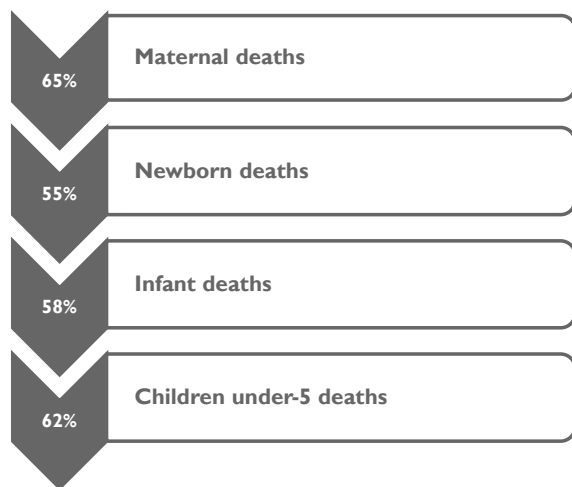 Maternal deaths
65%
Newborn deaths
55%
Infant deaths
58%
Children under-5 deaths
62%